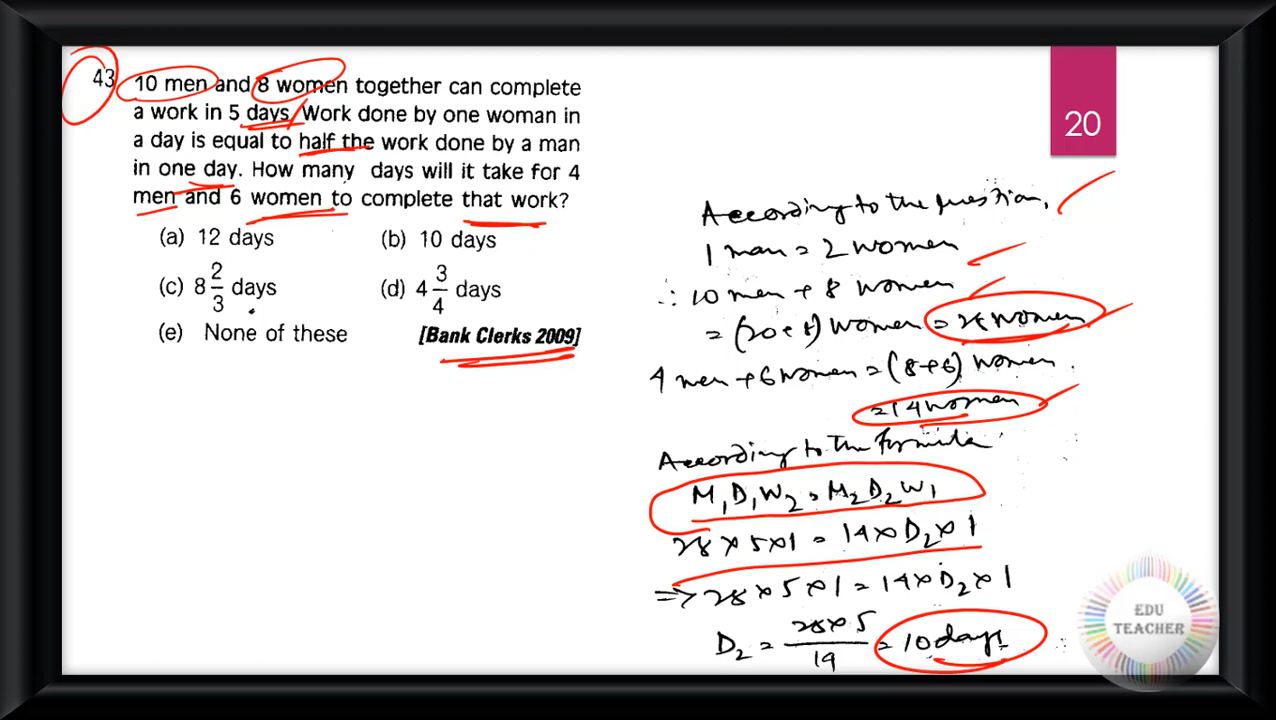 43
10 men and 8 women together can complete
a work in 5 days. Work done by one woman in
a day is equal to half the work done by a man
in one day. How many days will it take for 4
men and 6 women to complete that work?
(a) 12 days (b) 10 days
(c) 8 2/3 days (d) 4 3/4 days
(e) None of these [Bank Clerks 2009]
20
According to the question,
1 man = 2 women
∴ 10 men + 8 women
= (20+8) women = 28 women
4 men + 6 women = (8+6) women
= 14 women
According to the formula
M₁D₁W₂ = M₂D₂W₁
28 × 5 × 1 = 14 × D₂ × 1
⇒ 28 × 5 × 1 = 14 × D₂ × 1
D₂ = 28×5/14 = 10 days
EDU
TEACHER